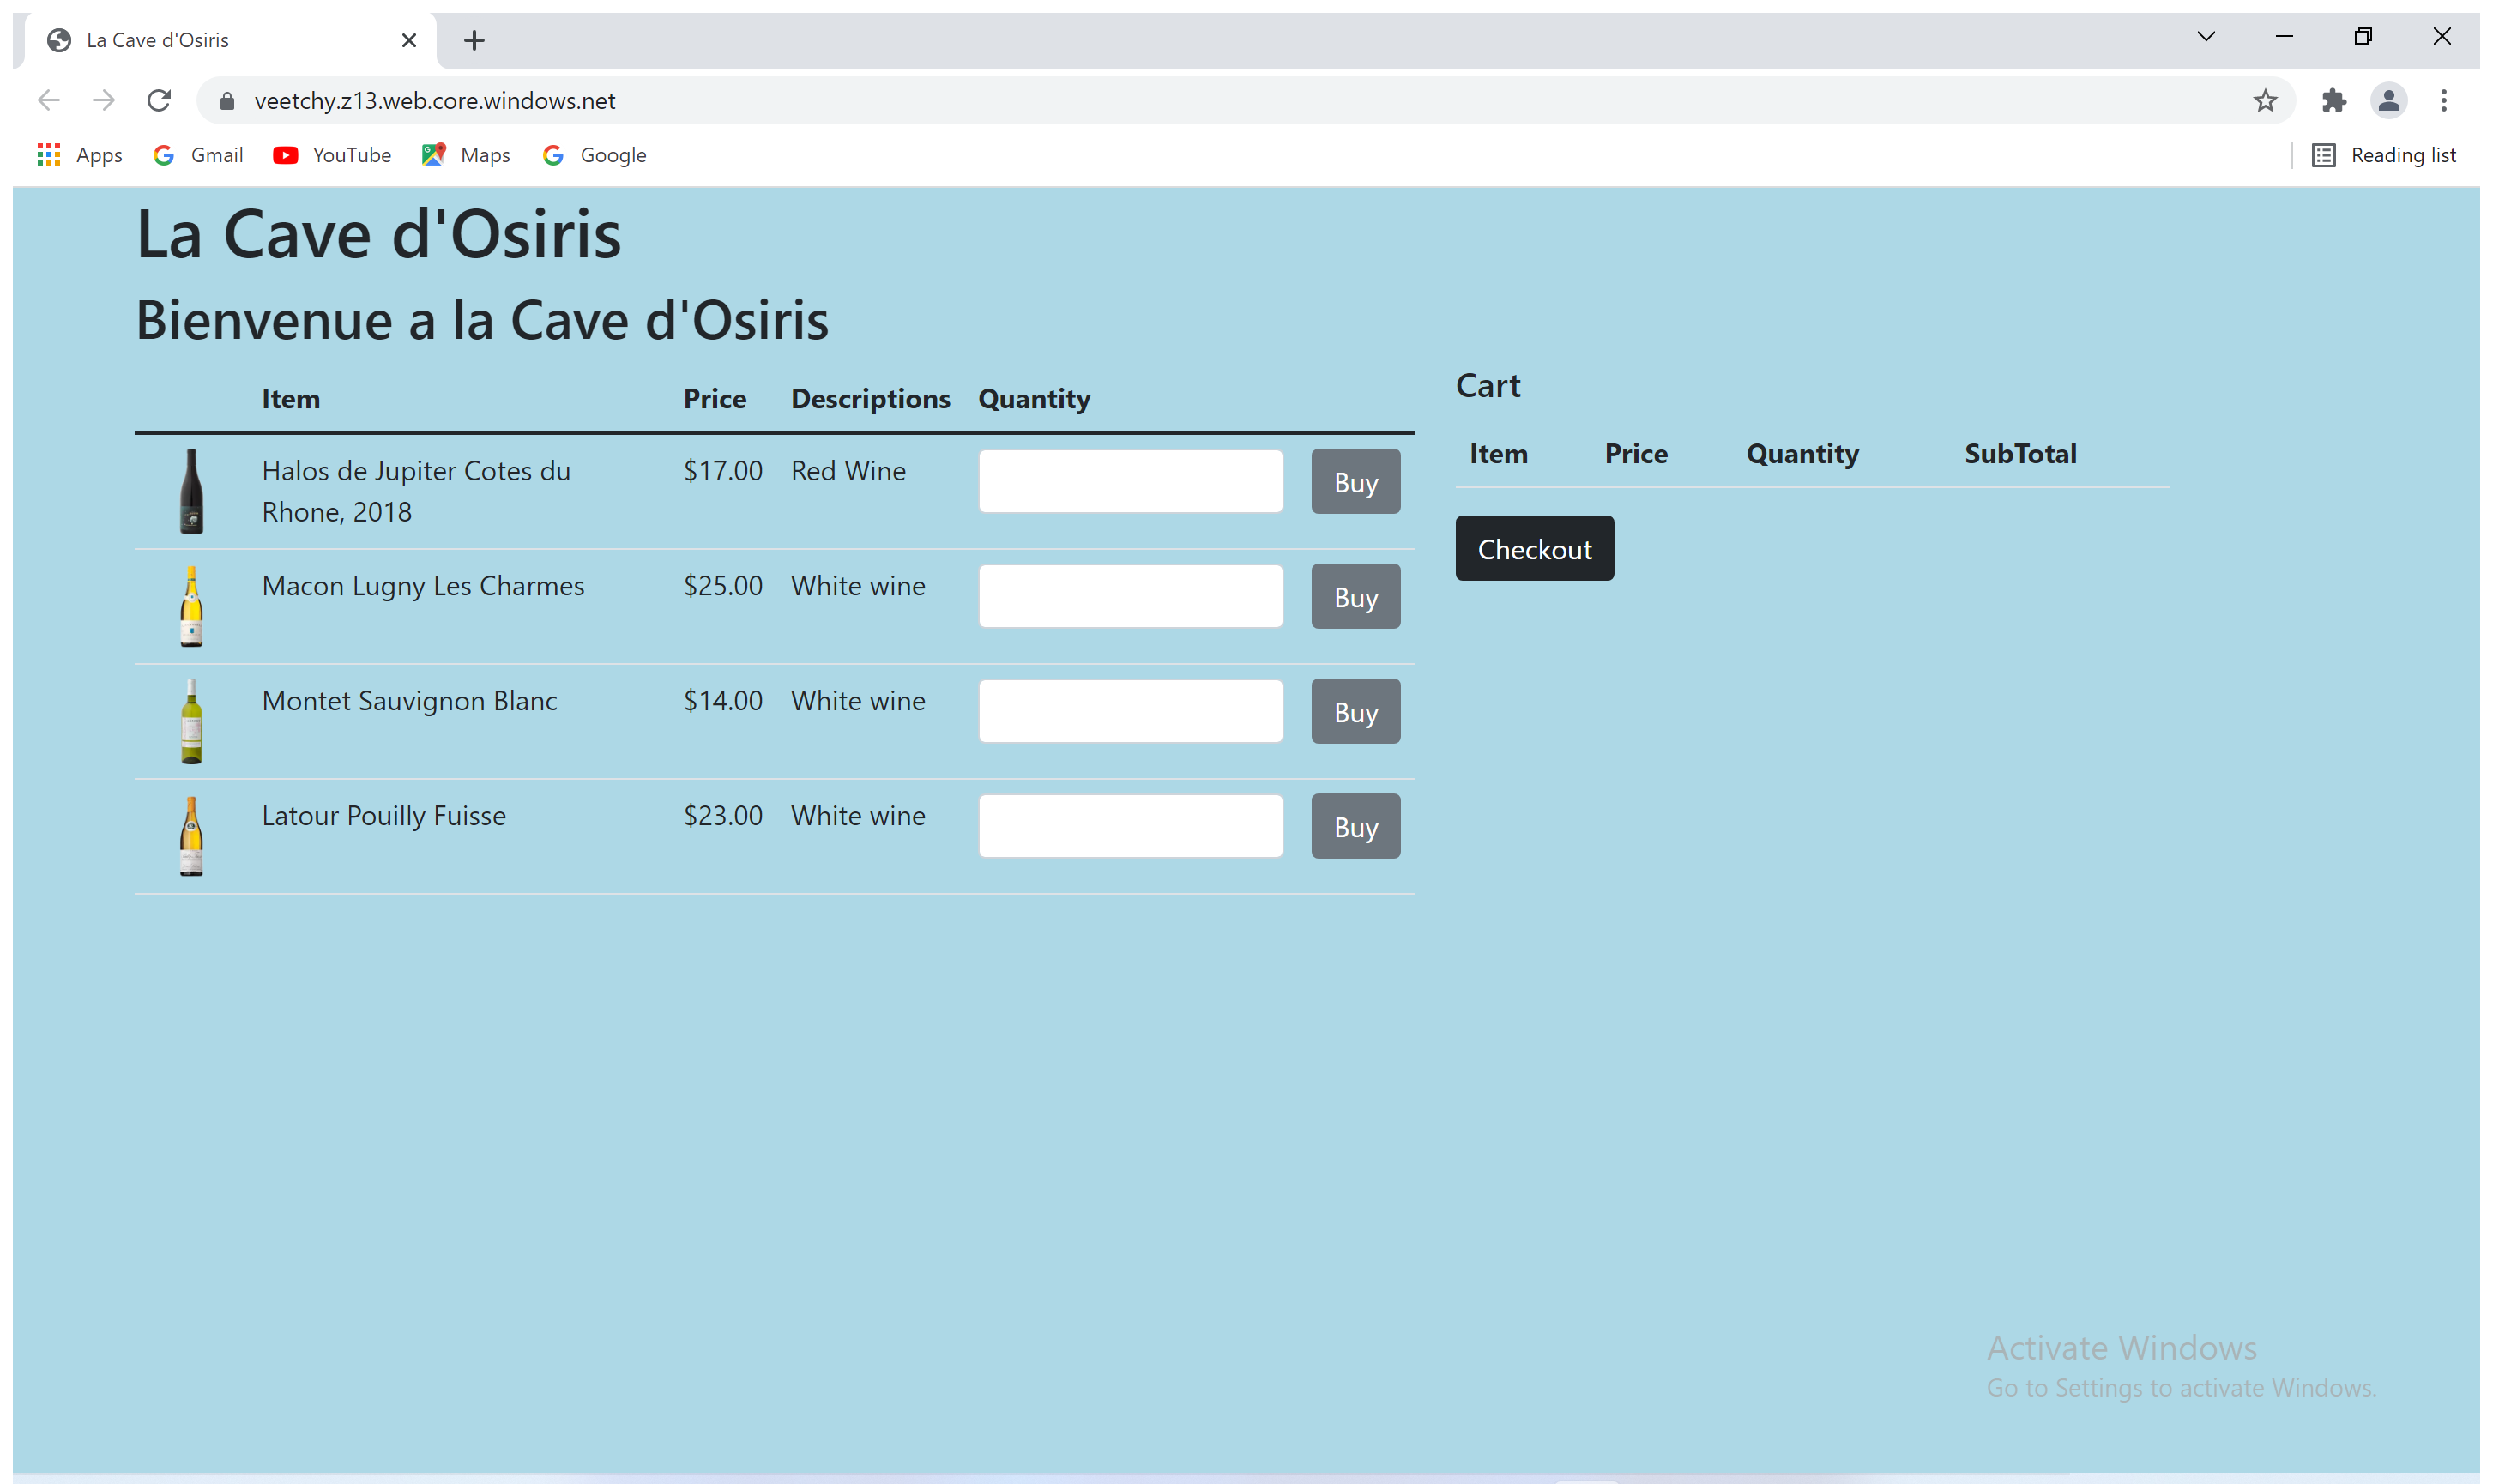 La Cave d'Osiris
veetchy.z13.web.core.windows.net
Apps Gmail YouTube Maps Google Reading list
La Cave d'Osiris
Bienvenue a la Cave d'Osiris
Item Price Descriptions Quantity
Halos de Jupiter Cotes du
Rhone, 2018 $17.00 Red Wine Buy
Macon Lugny Les Charmes $25.00 White wine Buy
Montet Sauvignon Blanc $14.00 White wine Buy
Latour Pouilly Fuisse $23.00 White wine Buy
Cart
Item Price Quantity SubTotal
Checkout
Activate Windows
Go to Settings to activate Windows.